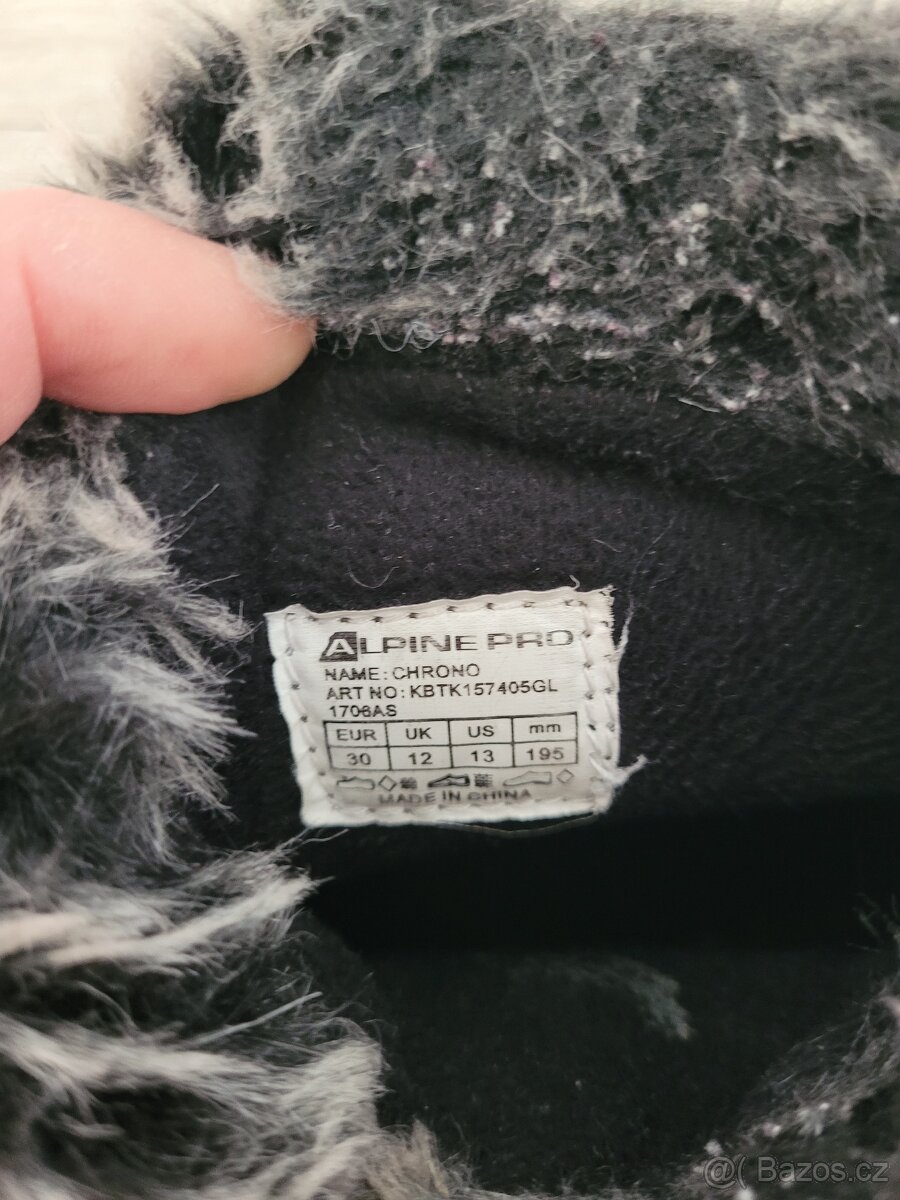 ALPINE PRO
NAME: CHRONO
ART NO: KBTK157405GL
1706AS
EUR UK US mm
30 12 13 195
MADE IN CHINA
@( Bazos.cz